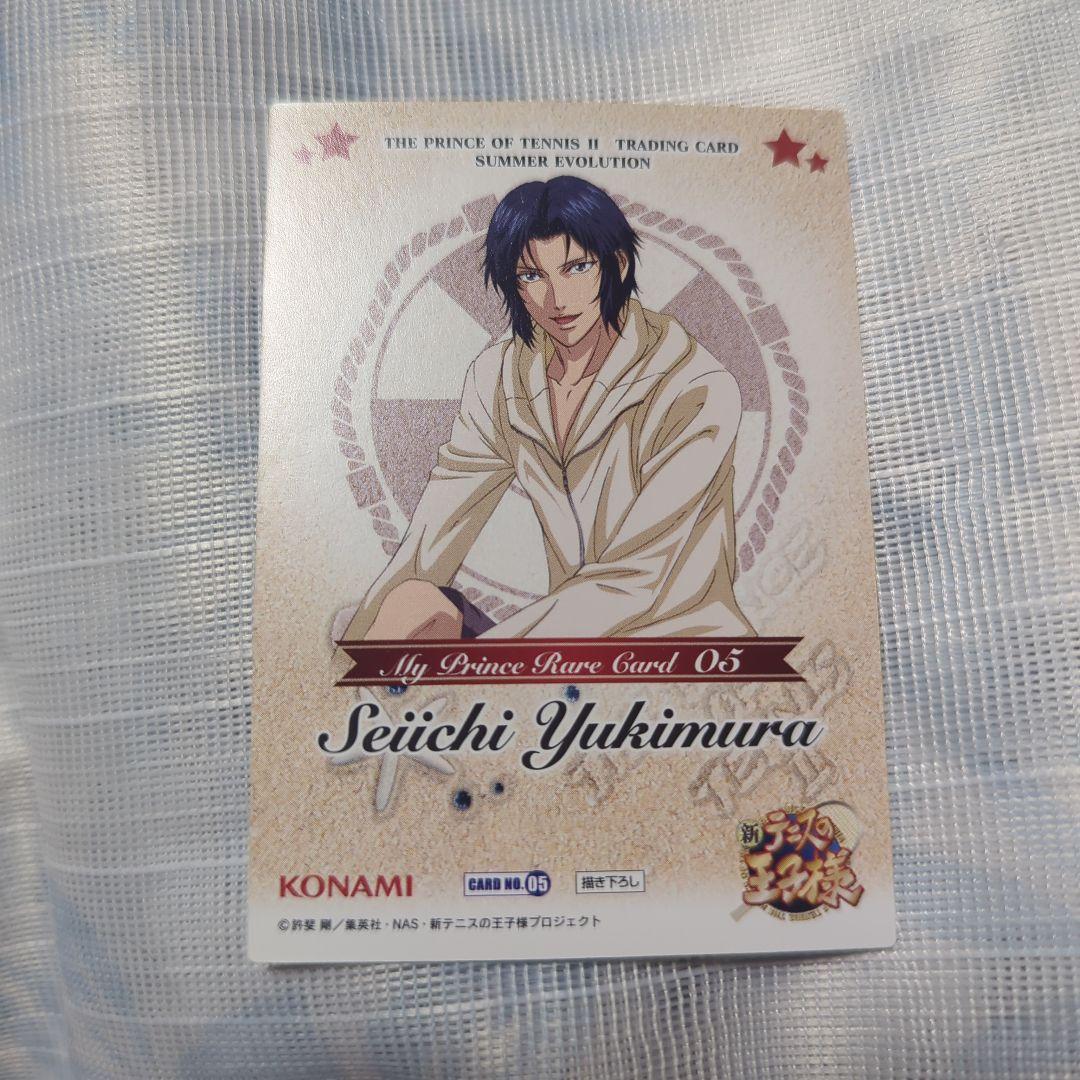 THE PRINCE OF TENNIS II TRADING CARD
SUMMER EVOLUTION
My Prince Rare Card 05
Seiichi Yukimura
新テニスの
王子様
KONAMI
CARD NO. 05
描き下ろし
©許斐 剛／集英社・NAS・新テニスの王子様プロジェクト